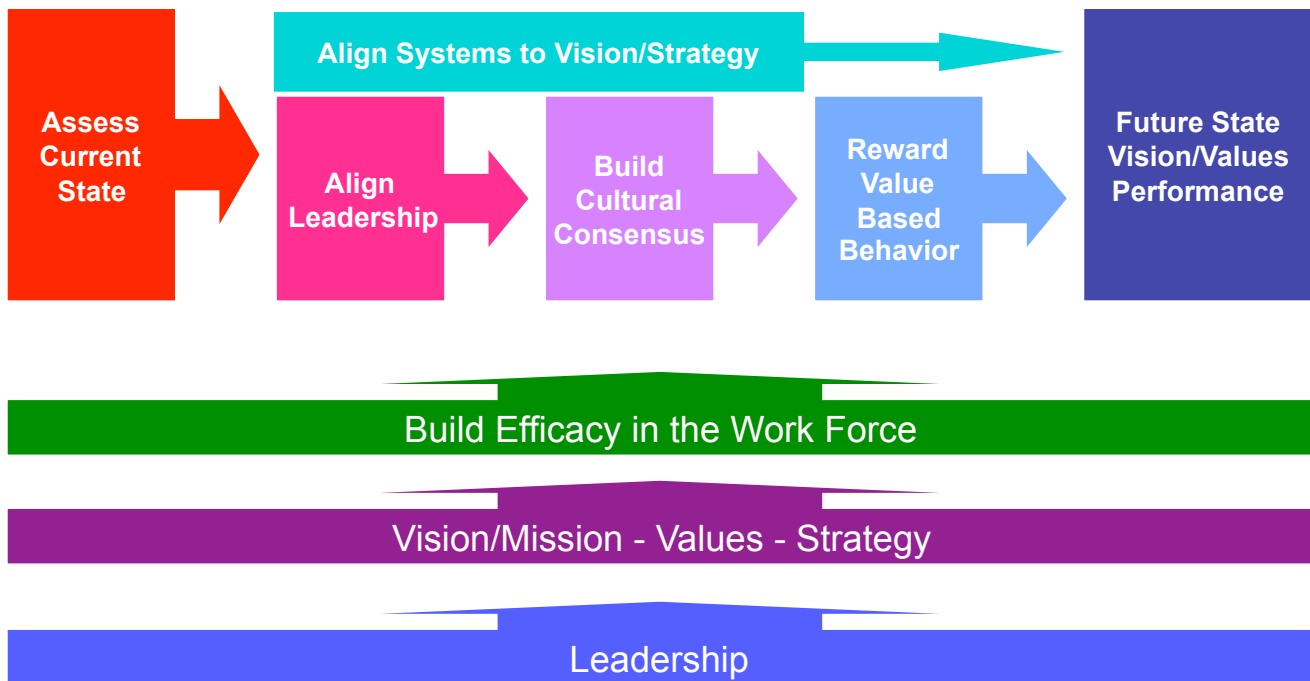 Assess
Current
State
Align Systems to Vision/Strategy
Align
Leadership
Build
Cultural
Consensus
Reward
Value
Based
Behavior
Future State
Vision/Values
Performance
Build Efficacy in the Work Force
Vision/Mission - Values - Strategy
Leadership